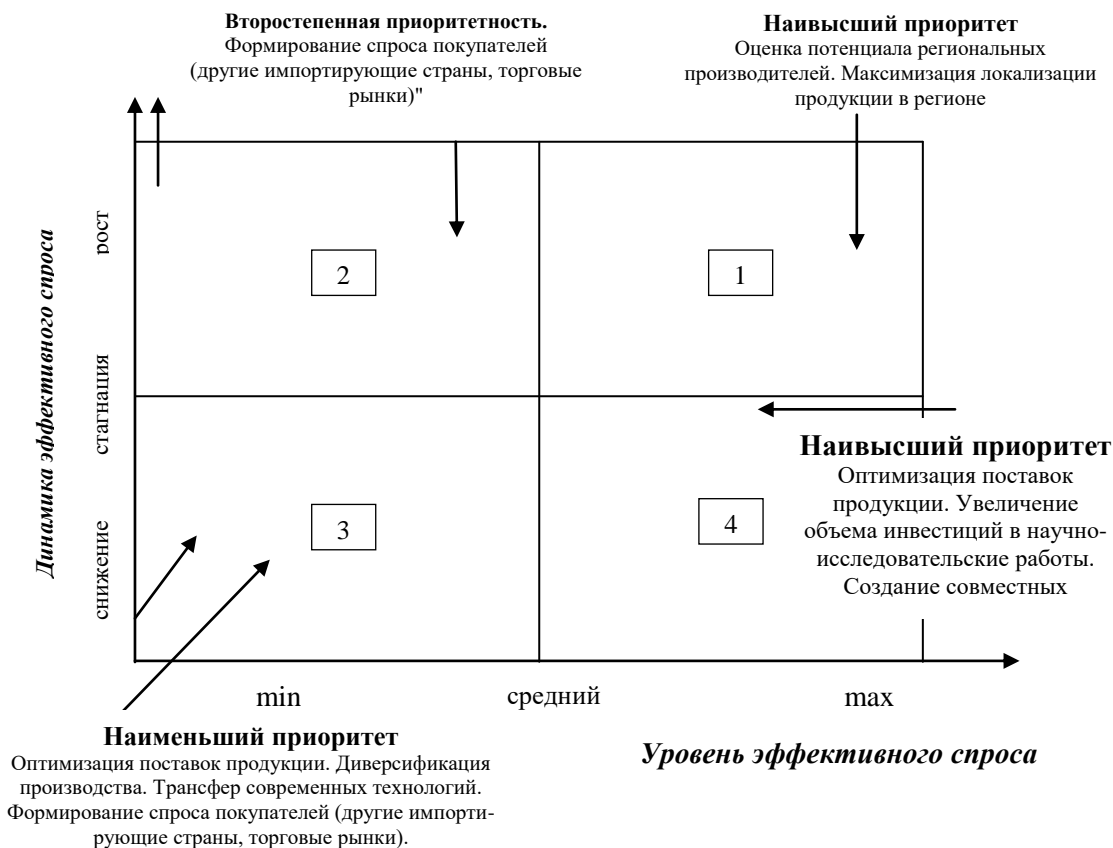 Второстепенная приоритетность.
Формирование спроса покупателей
(другие импортирующие страны, торговые
рынки)"
Наивысший приоритет
Оценка потенциала региональных
производителей. Максимизация локализации
продукции в регионе
Динамика эффективного спроса
рост
стагнация
снижение
2
1
3
4
Наивысший приоритет
Оптимизация поставок
продукции. Увеличение
объема инвестиций в научно-
исследовательские работы.
Создание совместных
min
средний
max
Уровень эффективного спроса
Наименьший приоритет
Оптимизация поставок продукции. Диверсификация
производства. Трансфер современных технологий.
Формирование спроса покупателей (другие импорти-
рующие страны, торговые рынки).